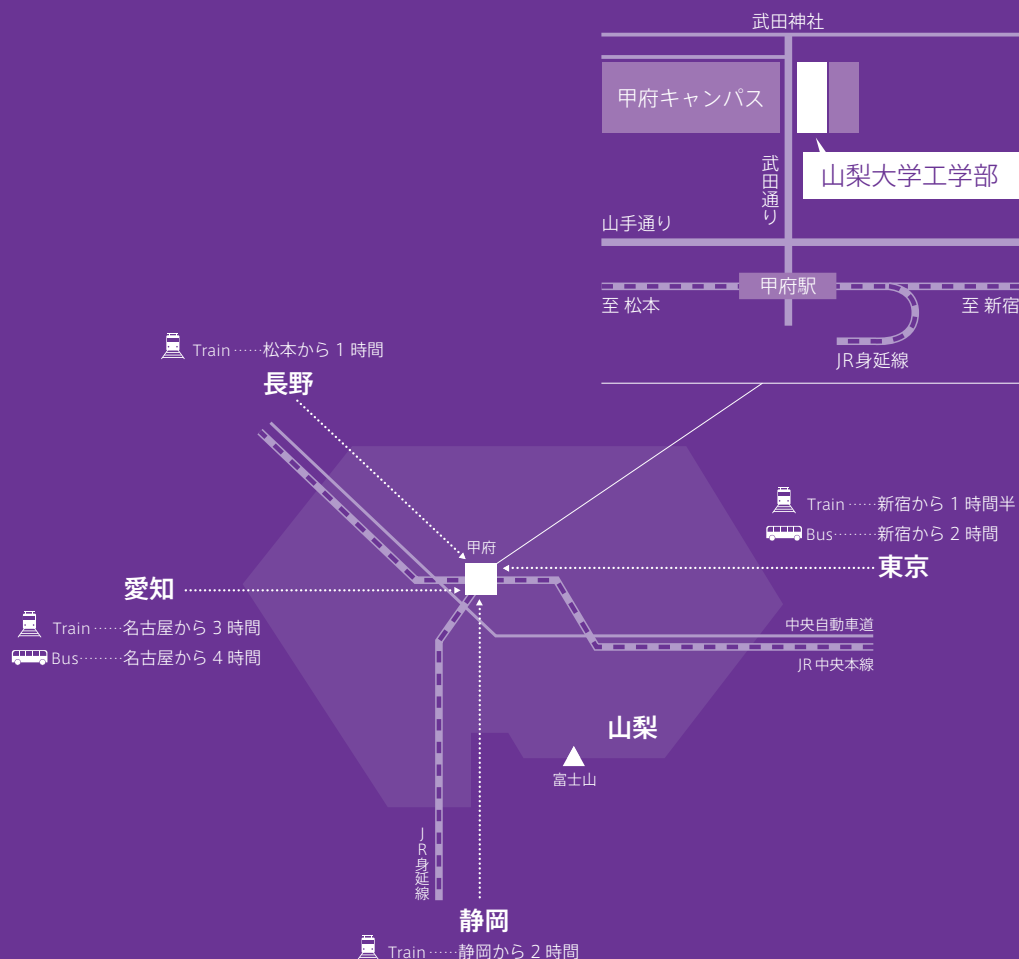 武田神社
甲府キャンパス
山梨大学工学部
武田通り
山手通り
甲府駅
至 松本
至 新宿
JR身延線
Train ……松本から 1 時間
長野
Train ……新宿から 1 時間半
Bus………新宿から 2 時間
東京
甲府
愛知
Train ……名古屋から 3 時間
Bus………名古屋から 4 時間
中央自動車道
JR中央本線
山梨
富士山
JR身延線
静岡
Train ……静岡から 2 時間